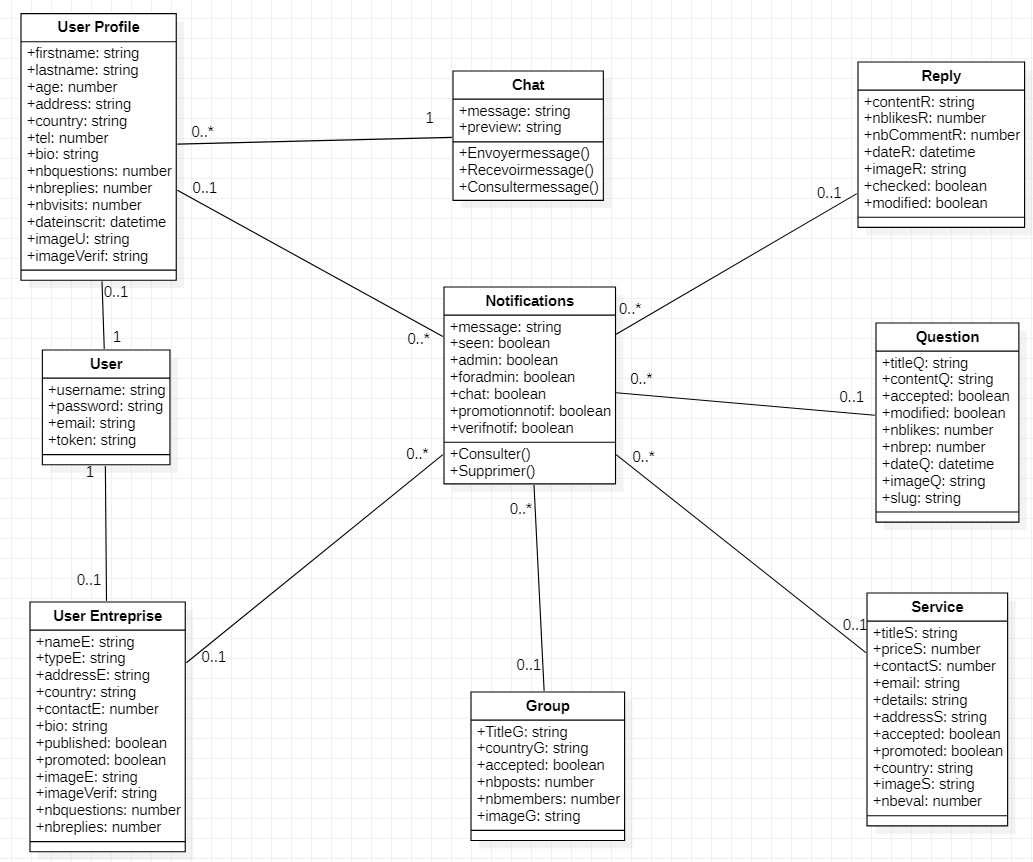 User Profile
+firstname: string
+lastname: string
+age: number
+address: string
+country: string
+tel: number
+bio: string
+nbquestions: number
+nbreplies: number
+nbvisits: number
+dateinscrit: datetime
+imageU: string
+imageVerif: string
0..*
1
0..1
0..*
0..1
1
Chat
+message: string
+preview: string
+Envoyermessage()
+Recevoirmessage()
+Consultermessage()
Reply
+contentR: string
+nblikesR: number
+nbCommentR: number
+dateR: datetime
+imageR: string
+checked: boolean
+modified: boolean
0..1
0..*
User
+username: string
+password: string
+email: string
+token: string
1
0..1
Notifications
+message: string
+seen: boolean
+admin: boolean
+foradmin: boolean
+chat: boolean
+promotionnotif: boolean
+verifnotif: boolean
+Consulter()
+Supprimer()
0..*
0..1
Question
+titleQ: string
+contentQ: string
+accepted: boolean
+modified: boolean
+nblikes: number
+nbrep: number
+dateQ: datetime
+imageQ: string
+slug: string
0..*
0..1
0..*
0..1
0..*
0..1
User Entreprise
+nameE: string
+typeE: string
+addressE: string
+country: string
+contactE: number
+bio: string
+published: boolean
+promoted: boolean
+imageE: string
+imageVerif: string
+nbquestions: number
+nbreplies: number
Group
+TitleG: string
+countryG: string
+accepted: boolean
+nbposts: number
+nbmembers: number
+imageG: string
Service
+titleS: string
+priceS: number
+contactS: number
+email: string
+details: string
+addressS: string
+accepted: boolean
+promoted: boolean
+country: string
+imageS: string
+nbeval: number